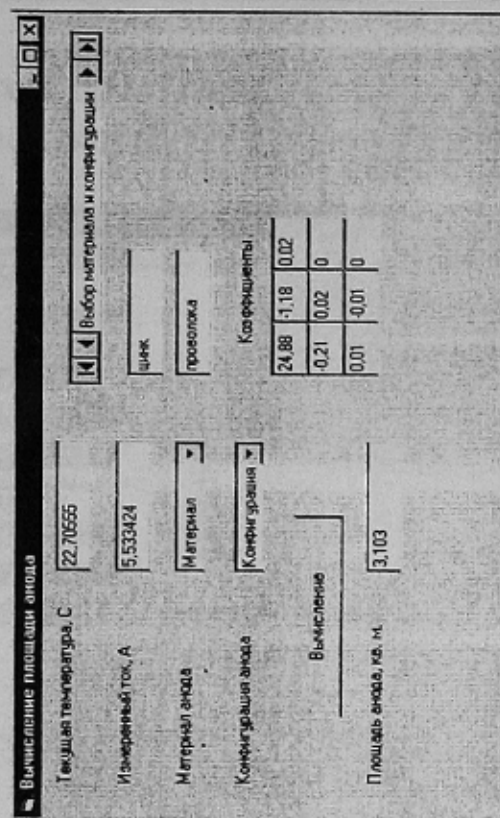 Вычисление площади анода
Текущая температура, С
22,70555
Выбор материала и конфигурации
Измеренный ток, А
5,533424
цинк
Материал анода
Материал
проволока
Конфигурация анода
Конфигурация
Коэффициенты
24,88 -1,18 0,02
-0,21 0,02 0
0,01 -0,01 0
Вычисление
Площадь анода, кв. м.
3,103